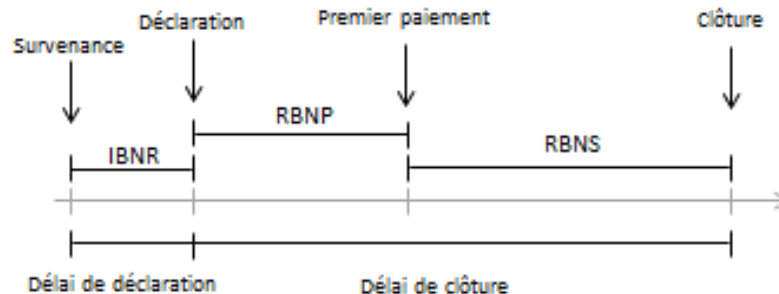 Déclaration
Premier paiement
Clôture
Survenance
RBNP
IBNR
RBNS
Délai de déclaration
Délai de clôture